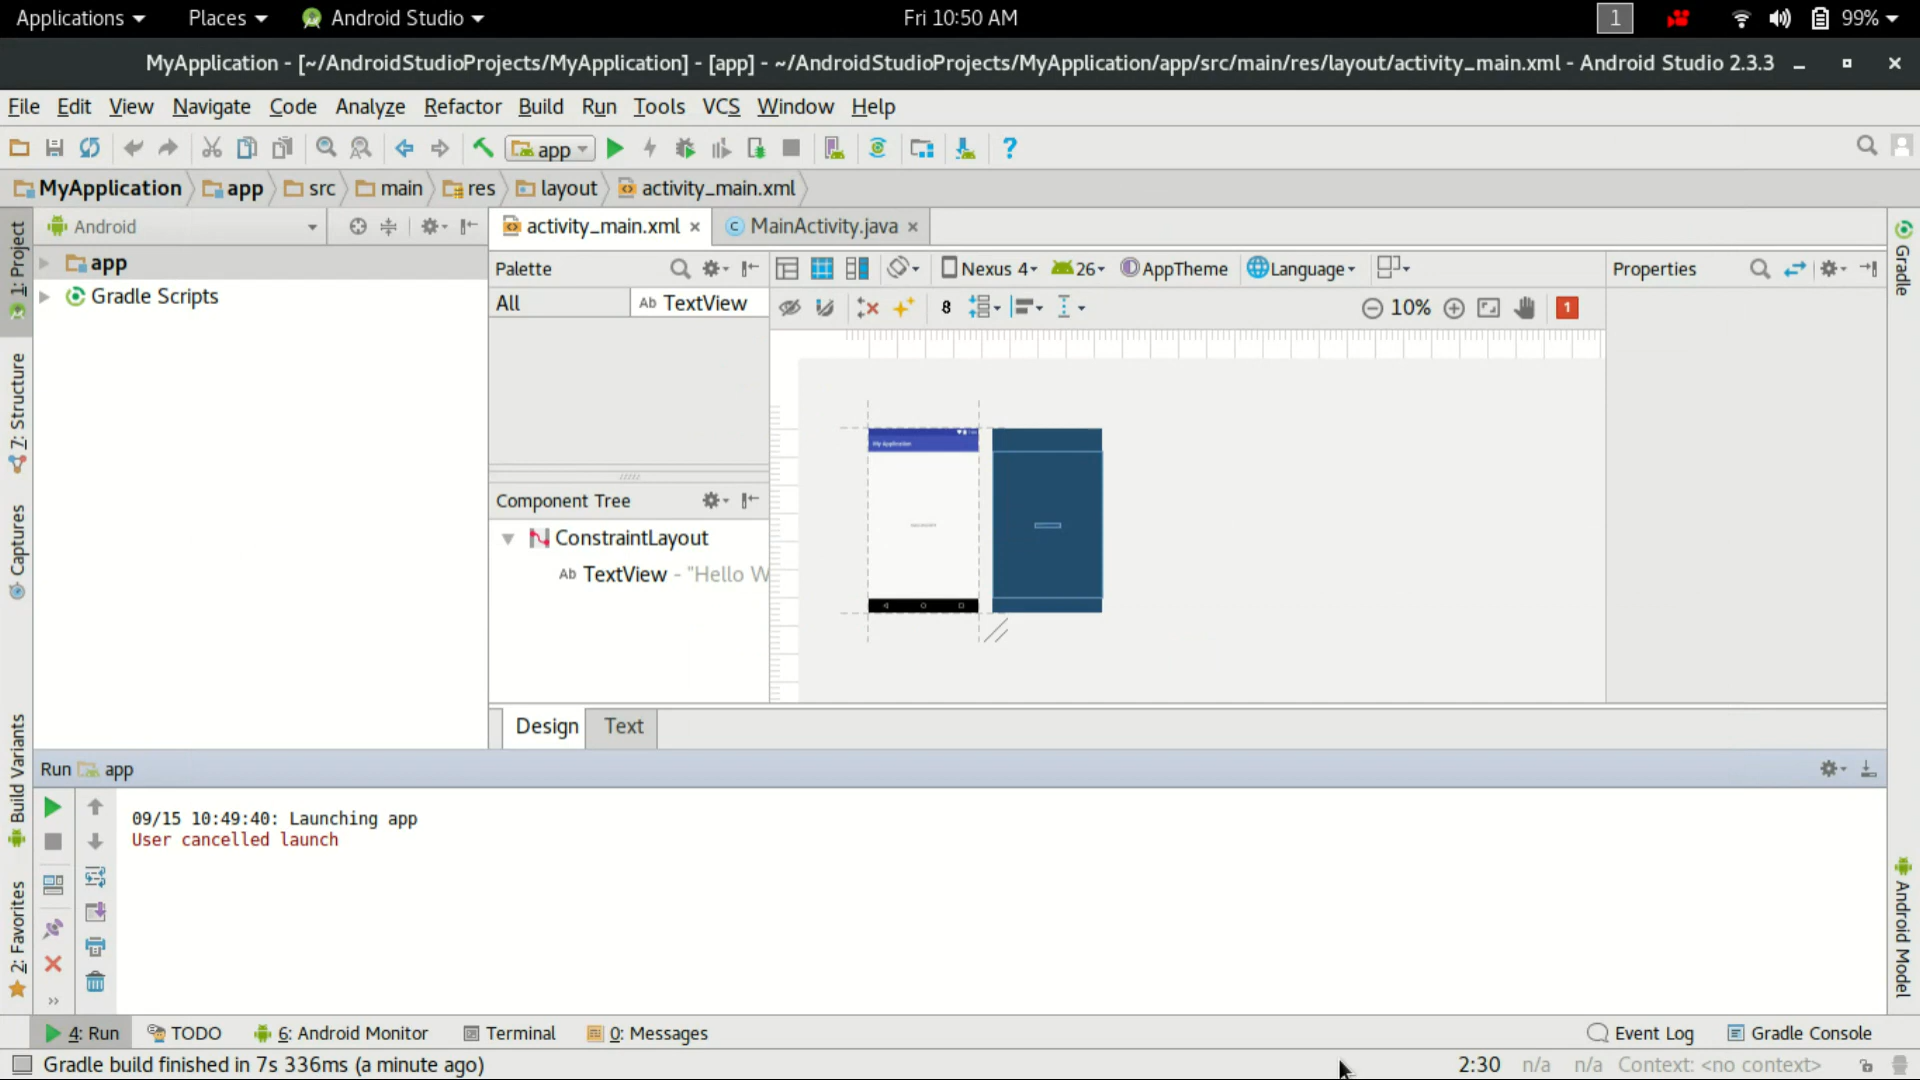 Applications Places Android Studio Fri 10:50 AM 1 99%
MyApplication - [~/AndroidStudioProjects/MyApplication] - [app] - ~/AndroidStudioProjects/MyApplication/app/src/main/res/layout/activity_main.xml - Android Studio 2.3.3
File Edit View Navigate Code Analyze Refactor Build Run Tools VCS Window Help
app
MyApplication app src main res layout activity_main.xml
1: Project
Android
activity_main.xml MainActivity.java
Gradle
app
Gradle Scripts
Palette
Nexus 4 26 AppTheme Language
Properties
All
Ab TextView
8
10%
1
My Application
Component Tree
ConstraintLayout
Ab TextView - "Hello W
7: Structure
Captures
Design Text
Build Variants
2: Favorites
Run app
09/15 10:49:40: Launching app
User cancelled launch
Android Model
4: Run TODO 6: Android Monitor Terminal 0: Messages Event Log Gradle Console
Gradle build finished in 7s 336ms (a minute ago) 2:30 n/a n/a Context: <no context>